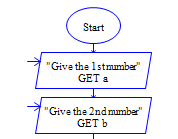 Start
"Give the 1st number"
GET a
"Give the 2nd number"
GET b